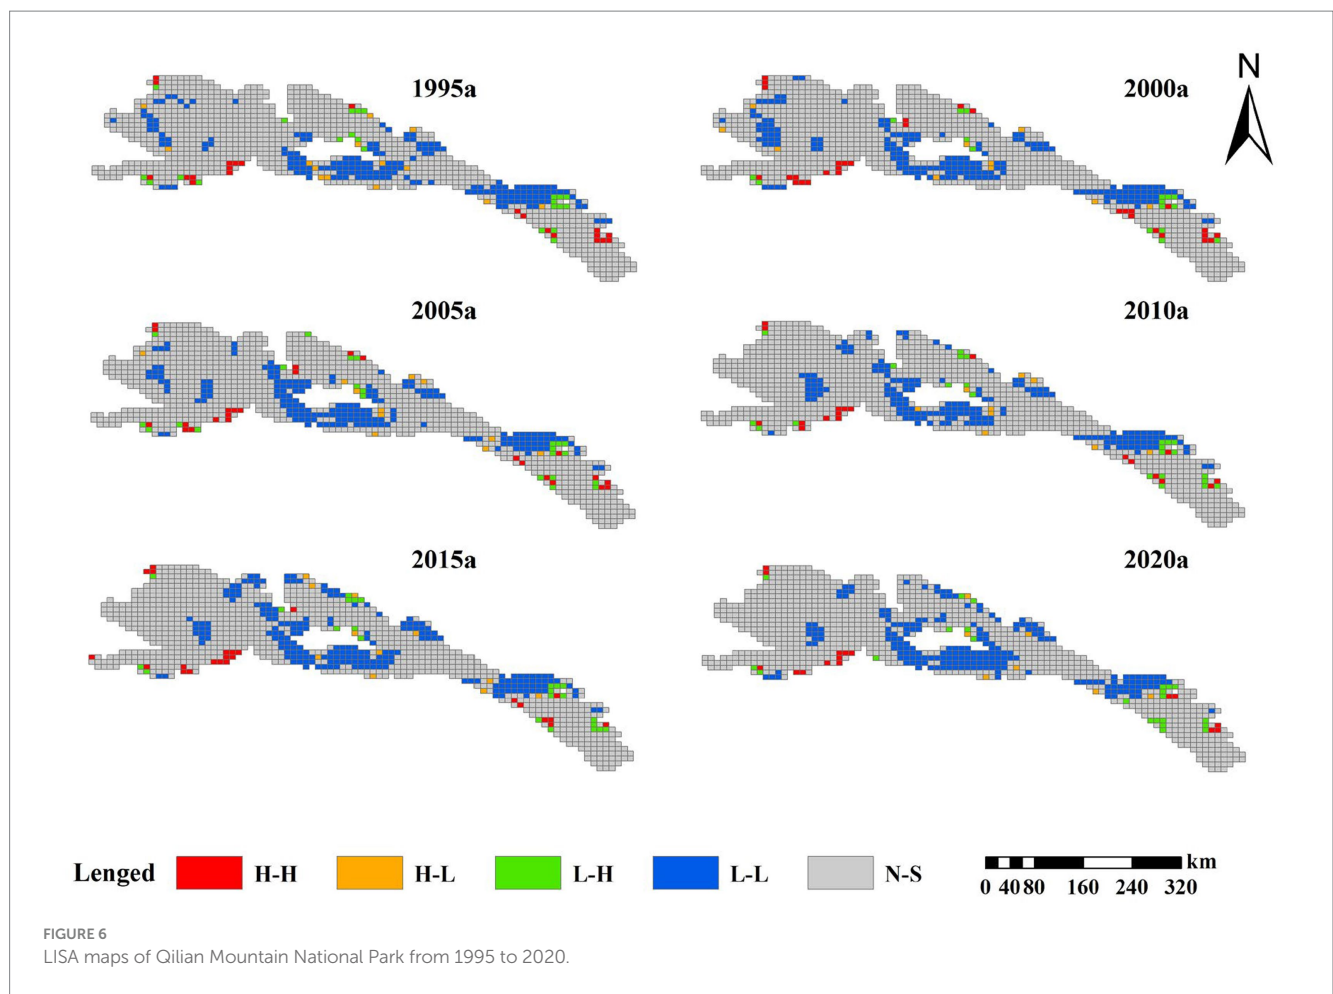 1995a
2000a
N
2005a
2010a
2015a
2020a
Lenged H-H H-L L-H L-L N-S km
0 40 80 160 240 320
FIGURE 6
LISA maps of Qilian Mountain National Park from 1995 to 2020.